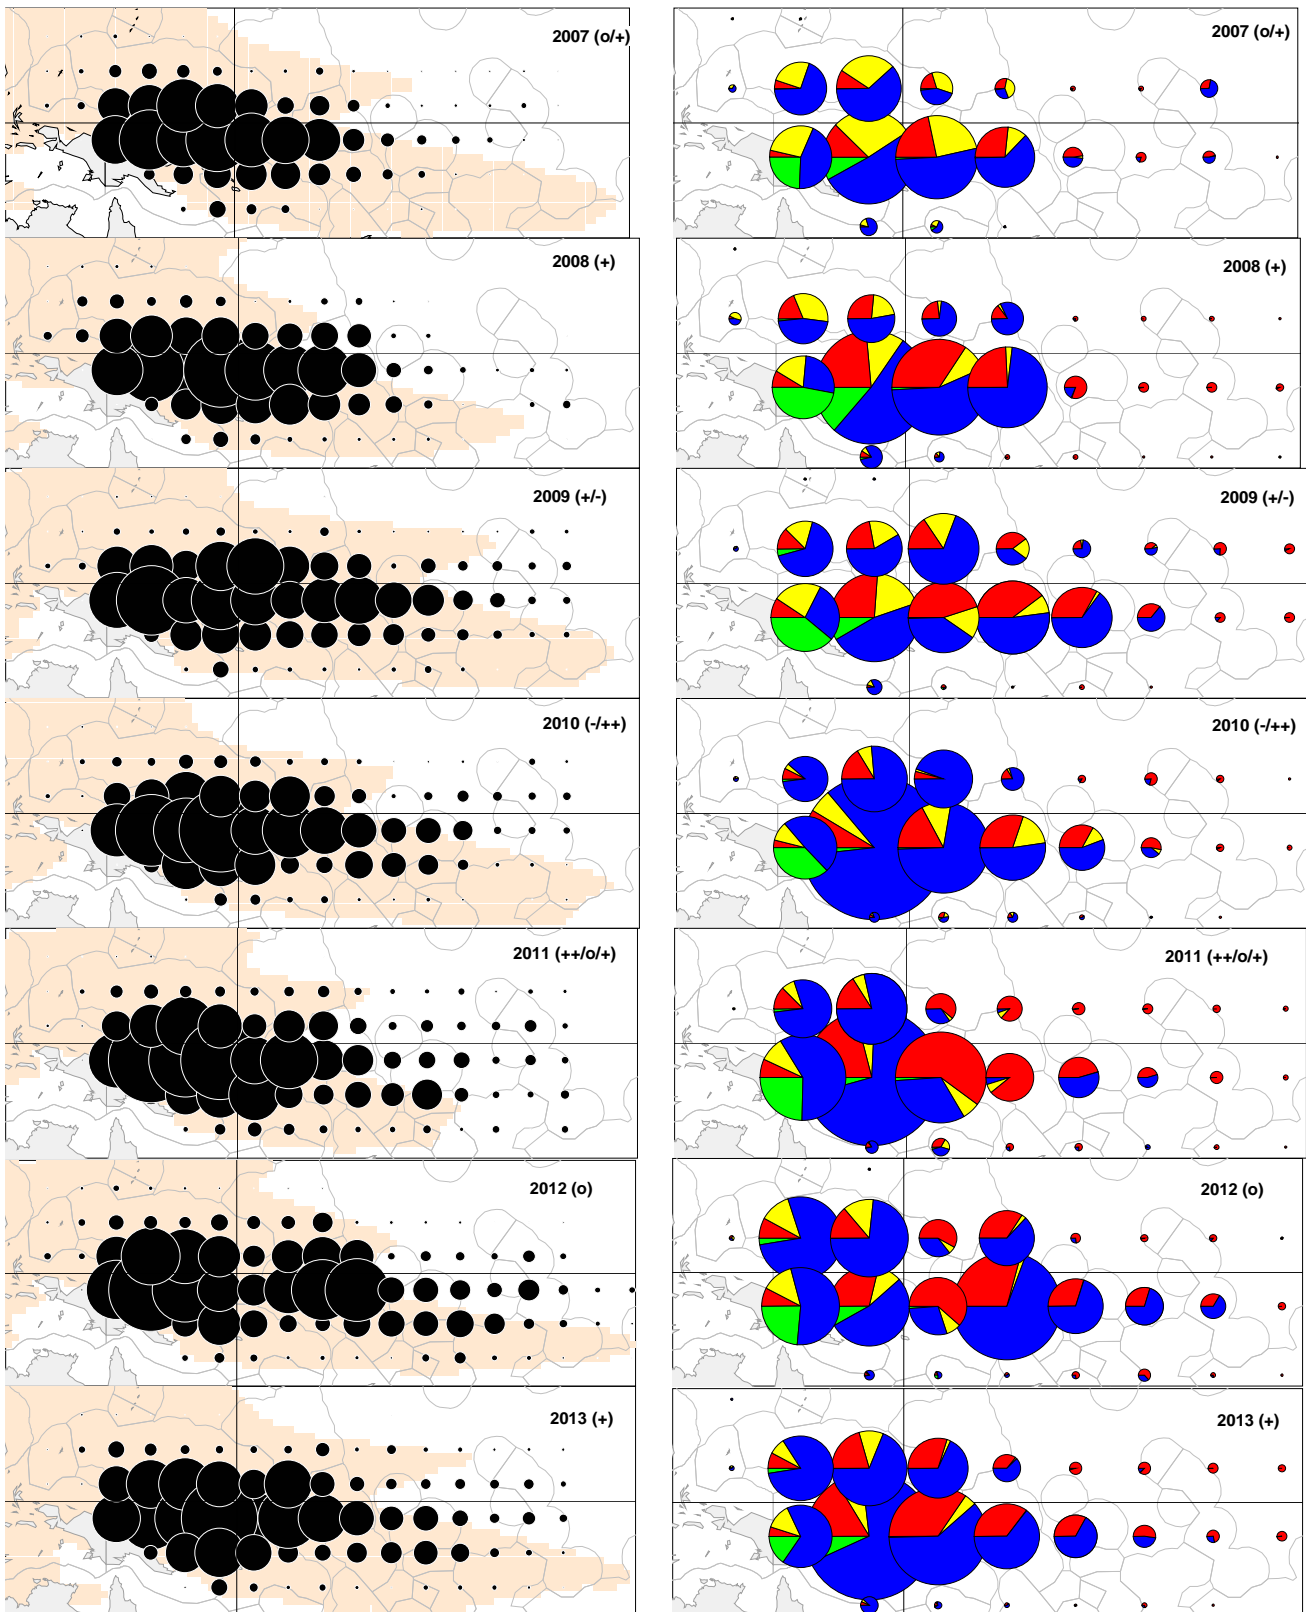 2007 (o/+)
2007 (o/+)
2008 (+)
2008 (+)
2009 (+/-)
2009 (+/-)
2010 (-/++)
2010 (-/++)
2011 (++/o/+)
2011 (++/o/+)
2012 (o)
2012 (o)
2013 (+)
2013 (+)